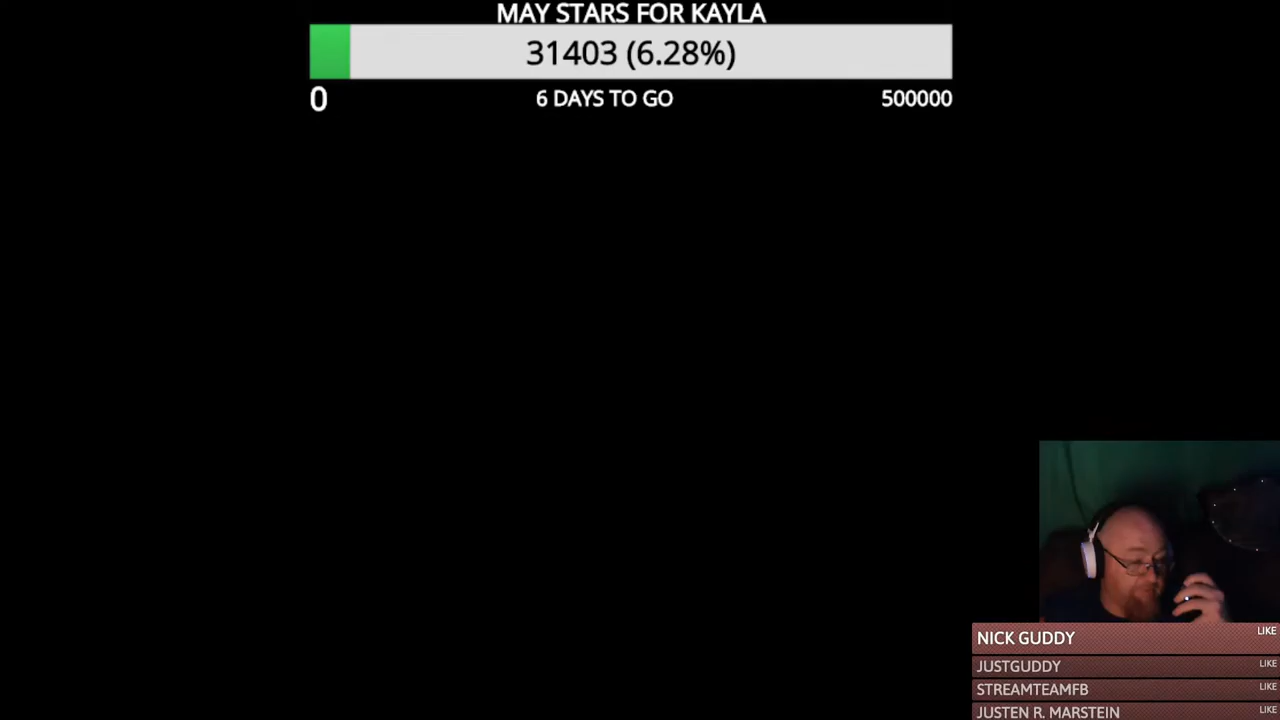 MAY STARS FOR KAYLA
31403 (6.28%)
0 6 DAYS TO GO 500000
NICK GUDDY LIKE
JUSTGUDDY LIKE
STREAMTEAMFB LIKE
JUSTEN R. MARSTEIN LIKE